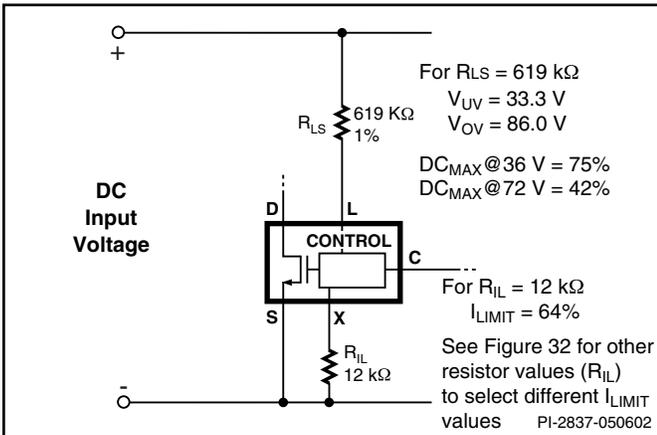 +
For RLS = 619 kΩ
VUV = 33.3 V
VOV = 86.0 V
RLS
619 KΩ
1%
DCMAX@36 V = 75%
DCMAX@72 V = 42%
DC
Input
Voltage
D
L
CONTROL
C
S
X
For RIL = 12 kΩ
ILIMIT = 64%
RIL
12 kΩ
See Figure 32 for other
resistor values (RIL)
to select different ILIMIT
values
PI-2837-050602
-